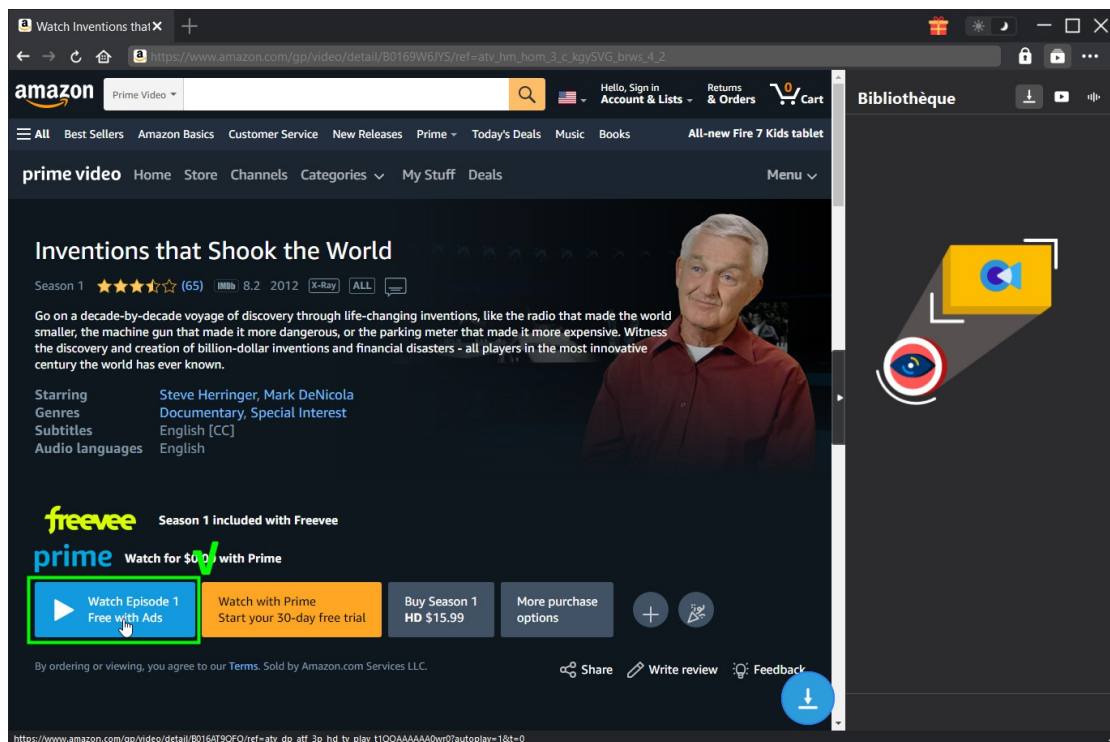 Watch Inventions that
https://www.amazon.com/gp/video/detail/B0169W6JYS/ref=atv_hm_hom_3_c_kgySVG_brws_4_2
amazon
Prime Video
Hello, Sign in
Account & Lists
Returns
& Orders
0
Cart
Bibliothèque
All Best Sellers Amazon Basics Customer Service New Releases Prime Today's Deals Music Books All-new Fire 7 Kids tablet
prime video Home Store Channels Categories My Stuff Deals Menu
Inventions that Shook the World
Season 1 (65) IMDb 8.2 2012 X-Ray ALL
Go on a decade-by-decade voyage of discovery through life-changing inventions, like the radio that made the world
smaller, the machine gun that made it more dangerous, or the parking meter that made it more expensive. Witness
the discovery and creation of billion-dollar inventions and financial disasters - all players in the most innovative
century the world has ever known.
Starring Steve Herringer, Mark DeNicola
Genres Documentary, Special Interest
Subtitles English [CC]
Audio languages English
freevee Season 1 included with Freevee
prime Watch for $0.00 with Prime
Watch Episode 1
Free with Ads
Watch with Prime
Start your 30-day free trial
Buy Season 1
HD $15.99
More purchase
options
By ordering or viewing, you agree to our Terms. Sold by Amazon.com Services LLC.
Share Write review Feedback